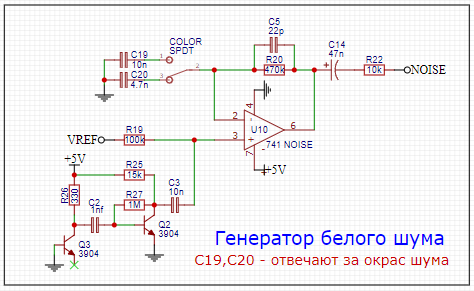 C5
22p
COLOR
SPDT
C19
10n
C20
4.7n
1
2
3
R20
470k
C14
47n
R22
10k
NOISE
4
2
U10
6
3
7
741 NOISE
+5V
VREF
R19
100k
+5V
R25
15k
C3
10n
R26
330
R27
1M
C2
1nf
Q2
3904
Q3
3904
Генератор белого шума
C19,C20 - отвечают за окрас шума